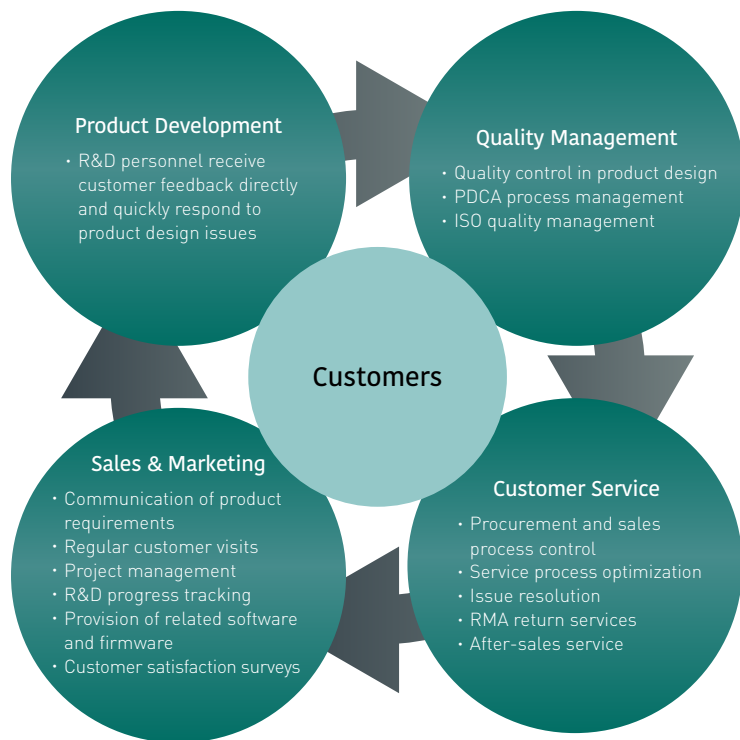 Product Development
· R&D personnel receive
customer feedback directly
and quickly respond to
product design issues
Quality Management
· Quality control in product design
· PDCA process management
· ISO quality management
Customers
Sales & Marketing
· Communication of product
requirements
· Regular customer visits
· Project management
· R&D progress tracking
· Provision of related software
and firmware
· Customer satisfaction surveys
Customer Service
· Procurement and sales
process control
· Service process optimization
· Issue resolution
· RMA return services
· After-sales service